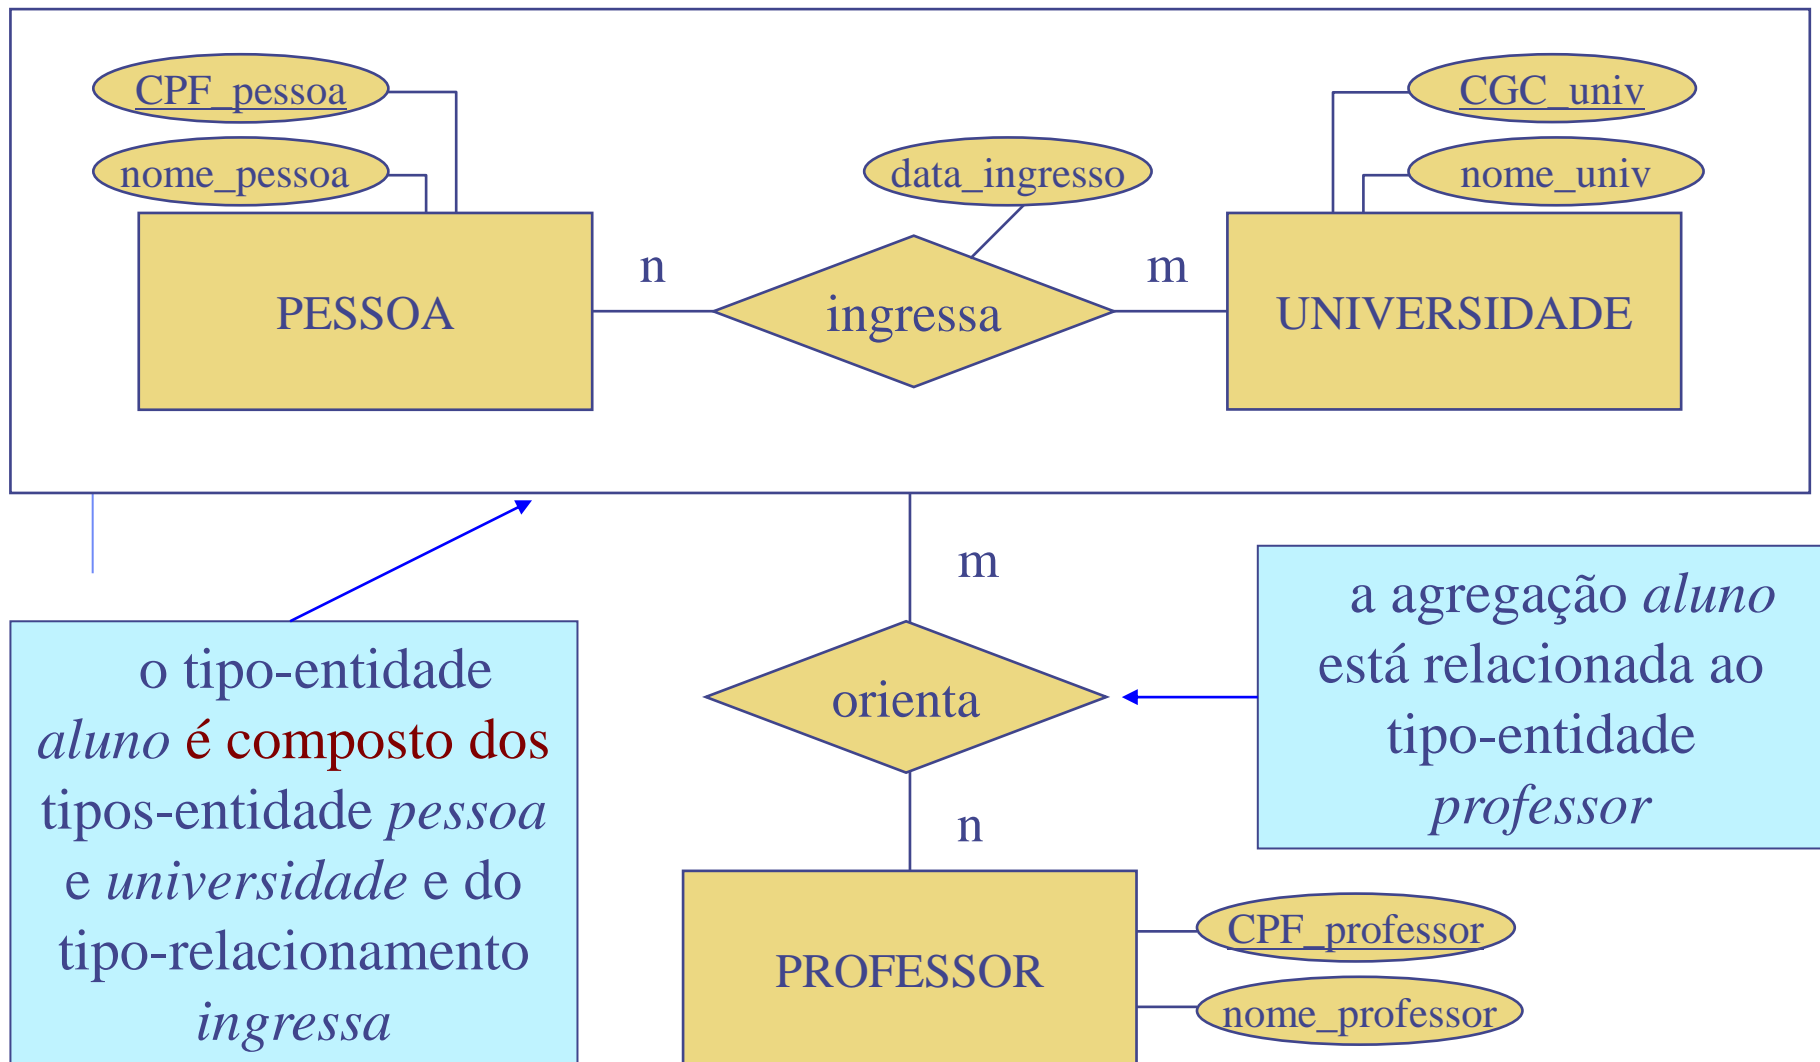 CPF_pessoa
nome_pessoa
PESSOA
n
data_ingresso
ingressa
m
CGC_univ
nome_univ
UNIVERSIDADE
m
orienta
n
o tipo-entidade
aluno é composto dos
tipos-entidade pessoa
e universidade e do
tipo-relacionamento
ingressa
a agregação aluno
está relacionada ao
tipo-entidade
professor
PROFESSOR
CPF_professor
nome_professor